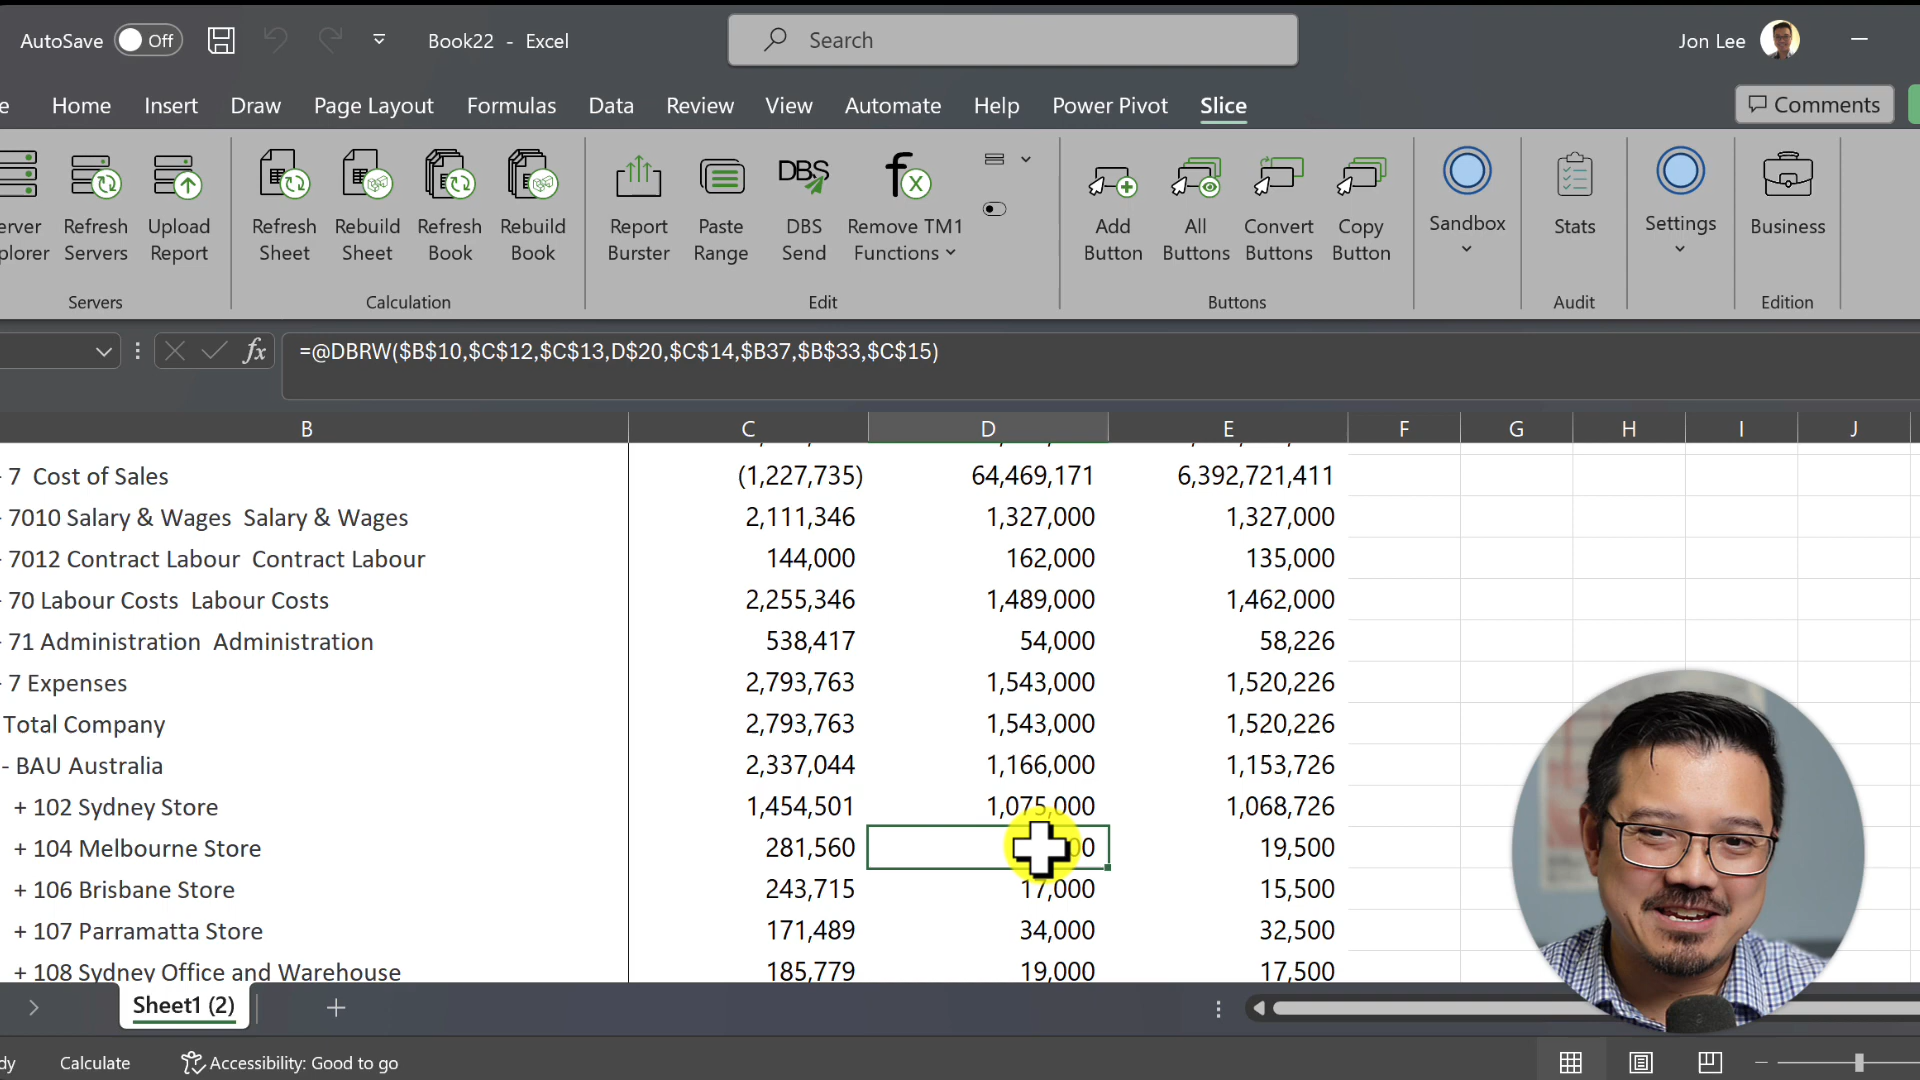 AutoSave Off Book22 - Excel Search Jon Lee
Home Insert Draw Page Layout Formulas Data Review View Automate Help Power Pivot Slice Comments
Refresh Servers
Upload Report
Servers
Refresh Sheet
Rebuild Sheet
Refresh Book
Rebuild Book
Calculation
Report Burster
Paste Range
DBS
DBS Send
Remove TM1 Functions
Edit
Add Button
All Buttons
Convert Buttons
Copy Button
Buttons
Sandbox
Stats
Audit
Settings
Business
Edition
fx =@DBRW($B$10,$C$12,$C$13,D$20,$C$14,$B37,$B$33,$C$15)
B C D E F G H I J
- 7 Cost of Sales (1,227,735) 64,469,171 6,392,721,411
- 7010 Salary & Wages Salary & Wages 2,111,346 1,327,000 1,327,000
- 7012 Contract Labour Contract Labour 144,000 162,000 135,000
- 70 Labour Costs Labour Costs 2,255,346 1,489,000 1,462,000
- 71 Administration Administration 538,417 54,000 58,226
- 7 Expenses 2,793,763 1,543,000 1,520,226
Total Company 2,793,763 1,543,000 1,520,226
- BAU Australia 2,337,044 1,166,000 1,153,726
+ 102 Sydney Store 1,454,501 1,075,000 1,068,726
+ 104 Melbourne Store 281,560 19,500
+ 106 Brisbane Store 243,715 17,000 15,500
+ 107 Parramatta Store 171,489 34,000 32,500
+ 108 Sydney Office and Warehouse 185,779 19,000 17,500
Sheet1 (2)
Calculate Accessibility: Good to go